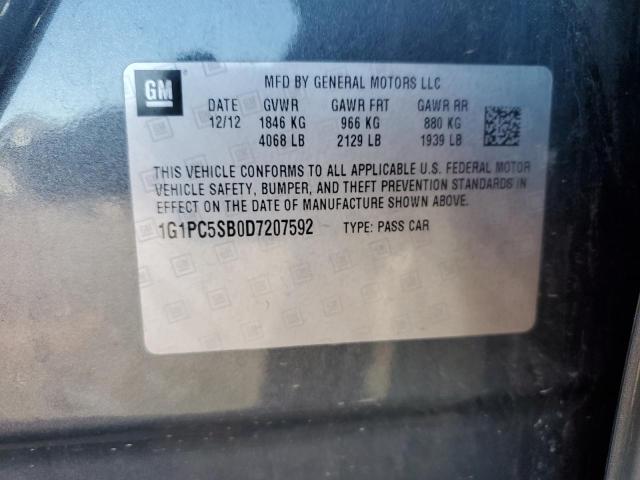 GM
MFD BY GENERAL MOTORS LLC
DATE GVWR GAWR FRT GAWR RR
12/12 1846 KG 966 KG 880 KG
4068 LB 2129 LB 1939 LB
THIS VEHICLE CONFORMS TO ALL APPLICABLE U.S. FEDERAL MOTOR
VEHICLE SAFETY, BUMPER, AND THEFT PREVENTION STANDARDS IN
EFFECT ON THE DATE OF MANUFACTURE SHOWN ABOVE.
1G1PC5SB0D7207592 TYPE: PASS CAR